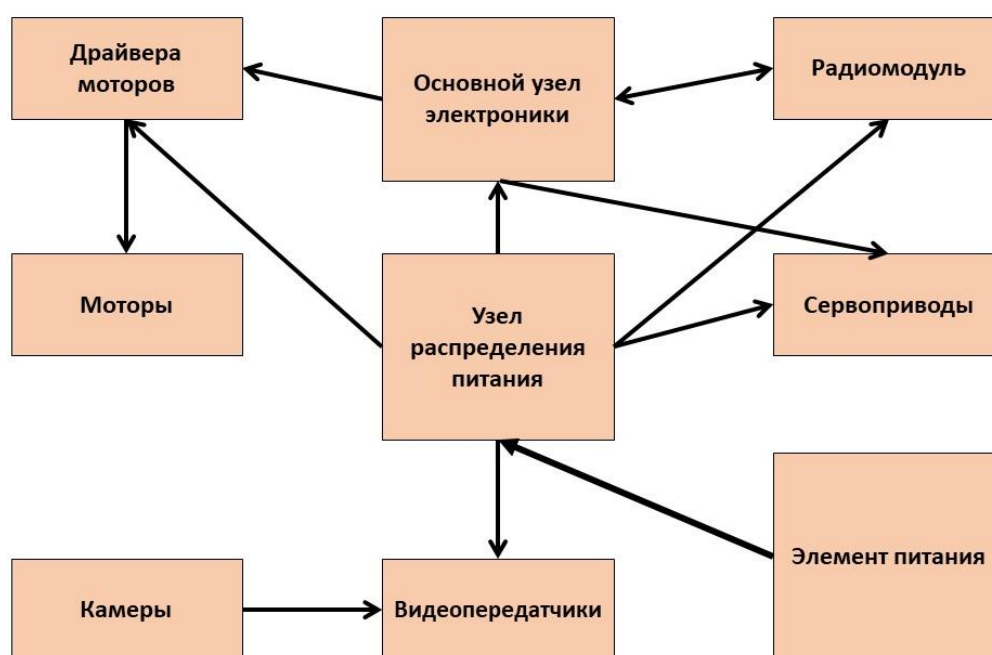 Драйвера
моторов
Основной узел
электроники
Радиомодуль
Моторы
Узел
распределения
питания
Сервоприводы
Элемент питания
Камеры
Видеопередатчики